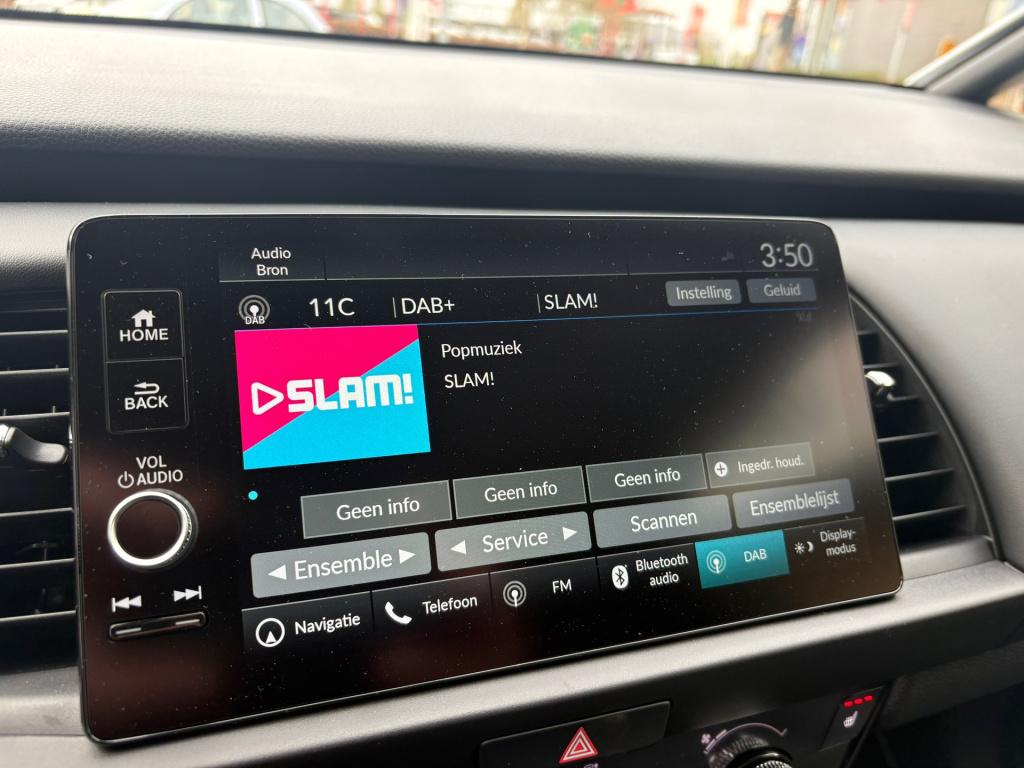 Audio
Bron
3:50
DAB
11C
DAB+
SLAM!
Instelling
Geluid
HOME
BACK
VOL
AUDIO
SLAM!
Popmuziek
SLAM!
Geen info
Geen info
Geen info
Ingedr. houd.
Ensemble
Service
Scannen
Ensemblelijst
Navigatie
Telefoon
FM
Bluetooth
audio
DAB
Display-
modus